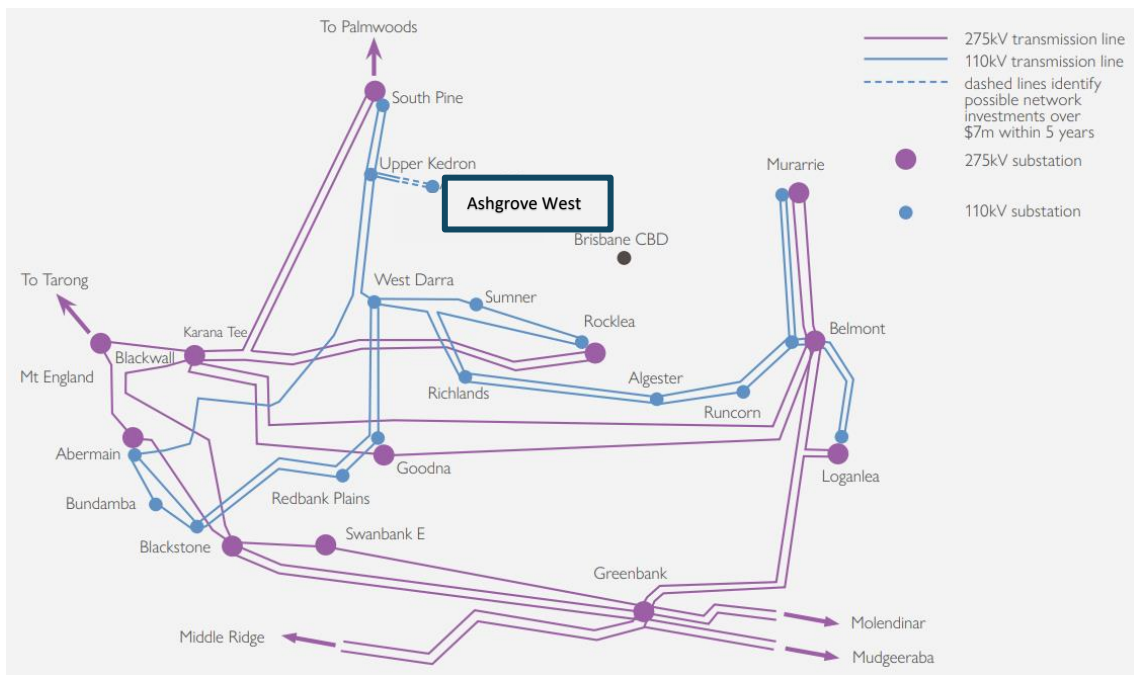 To Palmwoods
275kV transmission line
110kV transmission line
dashed lines identify
possible network
investments over
$7m within 5 years
275kV substation
110kV substation
South Pine
Upper Kedron
Ashgrove West
Murarrie
Brisbane CBD
To Tarong
West Darra
Sumner
Rocklea
Belmont
Karana Tee
Blackwall
Mt England
Richlands
Algester
Runcorn
Abermain
Goodna
Loganlea
Bundamba
Redbank Plains
Blackstone
Swanbank E
Greenbank
Middle Ridge
Molendinar
Mudgeeraba